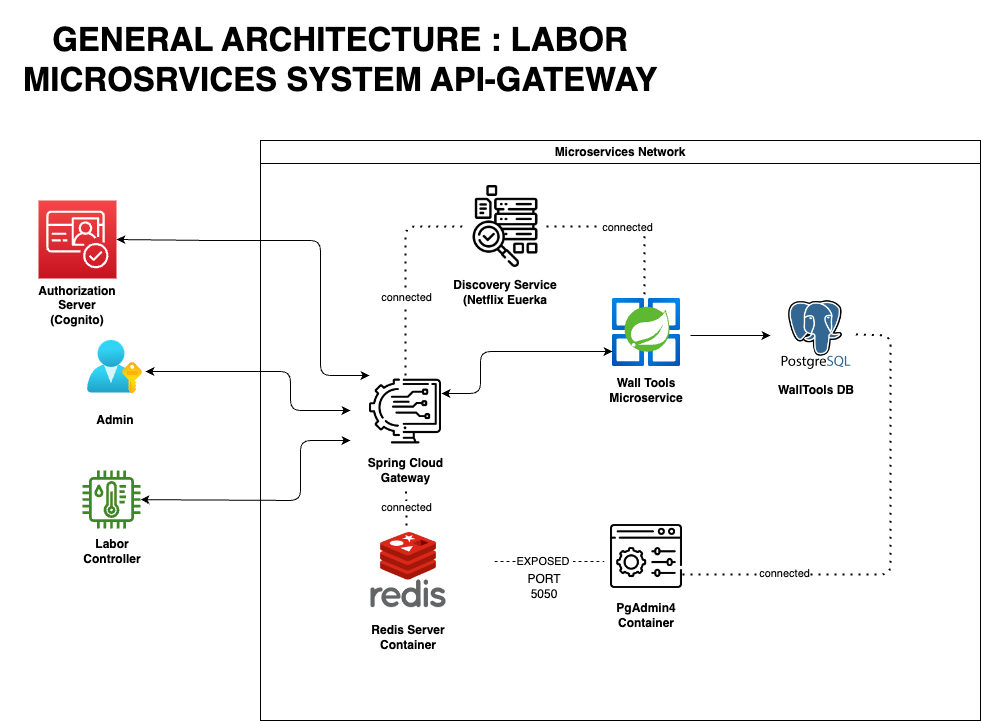 GENERAL ARCHITECTURE : LABOR
MICROSRVICES SYSTEM API-GATEWAY
Microservices Network
Authorization
Server
(Cognito)
Admin
Labor
Controller
connected
Discovery Service
(Netflix Euerka
connected
Spring Cloud
Gateway
Wall Tools
Microservice
PostgreSQL
WallTools DB
connected
redis
Redis Server
Container
EXPOSED
PORT
5050
PgAdmin4
Container
connected